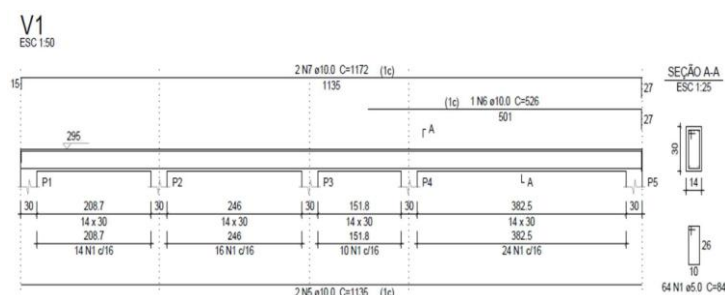 V1
ESC 1:50
2 N7 ø10.0 C=1172 (1c)
15
1135
27
(1c) 1 N6 ø10.0 C=526
501
27
SEÇÃO A-A
ESC 1:25
A
295
30
14
P1 P2 P3 P4 A P5
30 208.7 30 246 30 151.8 30 382.5 30
14 x 30 14 x 30 14 x 30 14 x 30
208.7 246 151.8 382.5
14 N1 c/16 16 N1 c/16 10 N1 c/16 24 N1 c/16
26
10
2 N5 ø10.0 C=1135 (1c)
64 N1 ø5.0 C=84